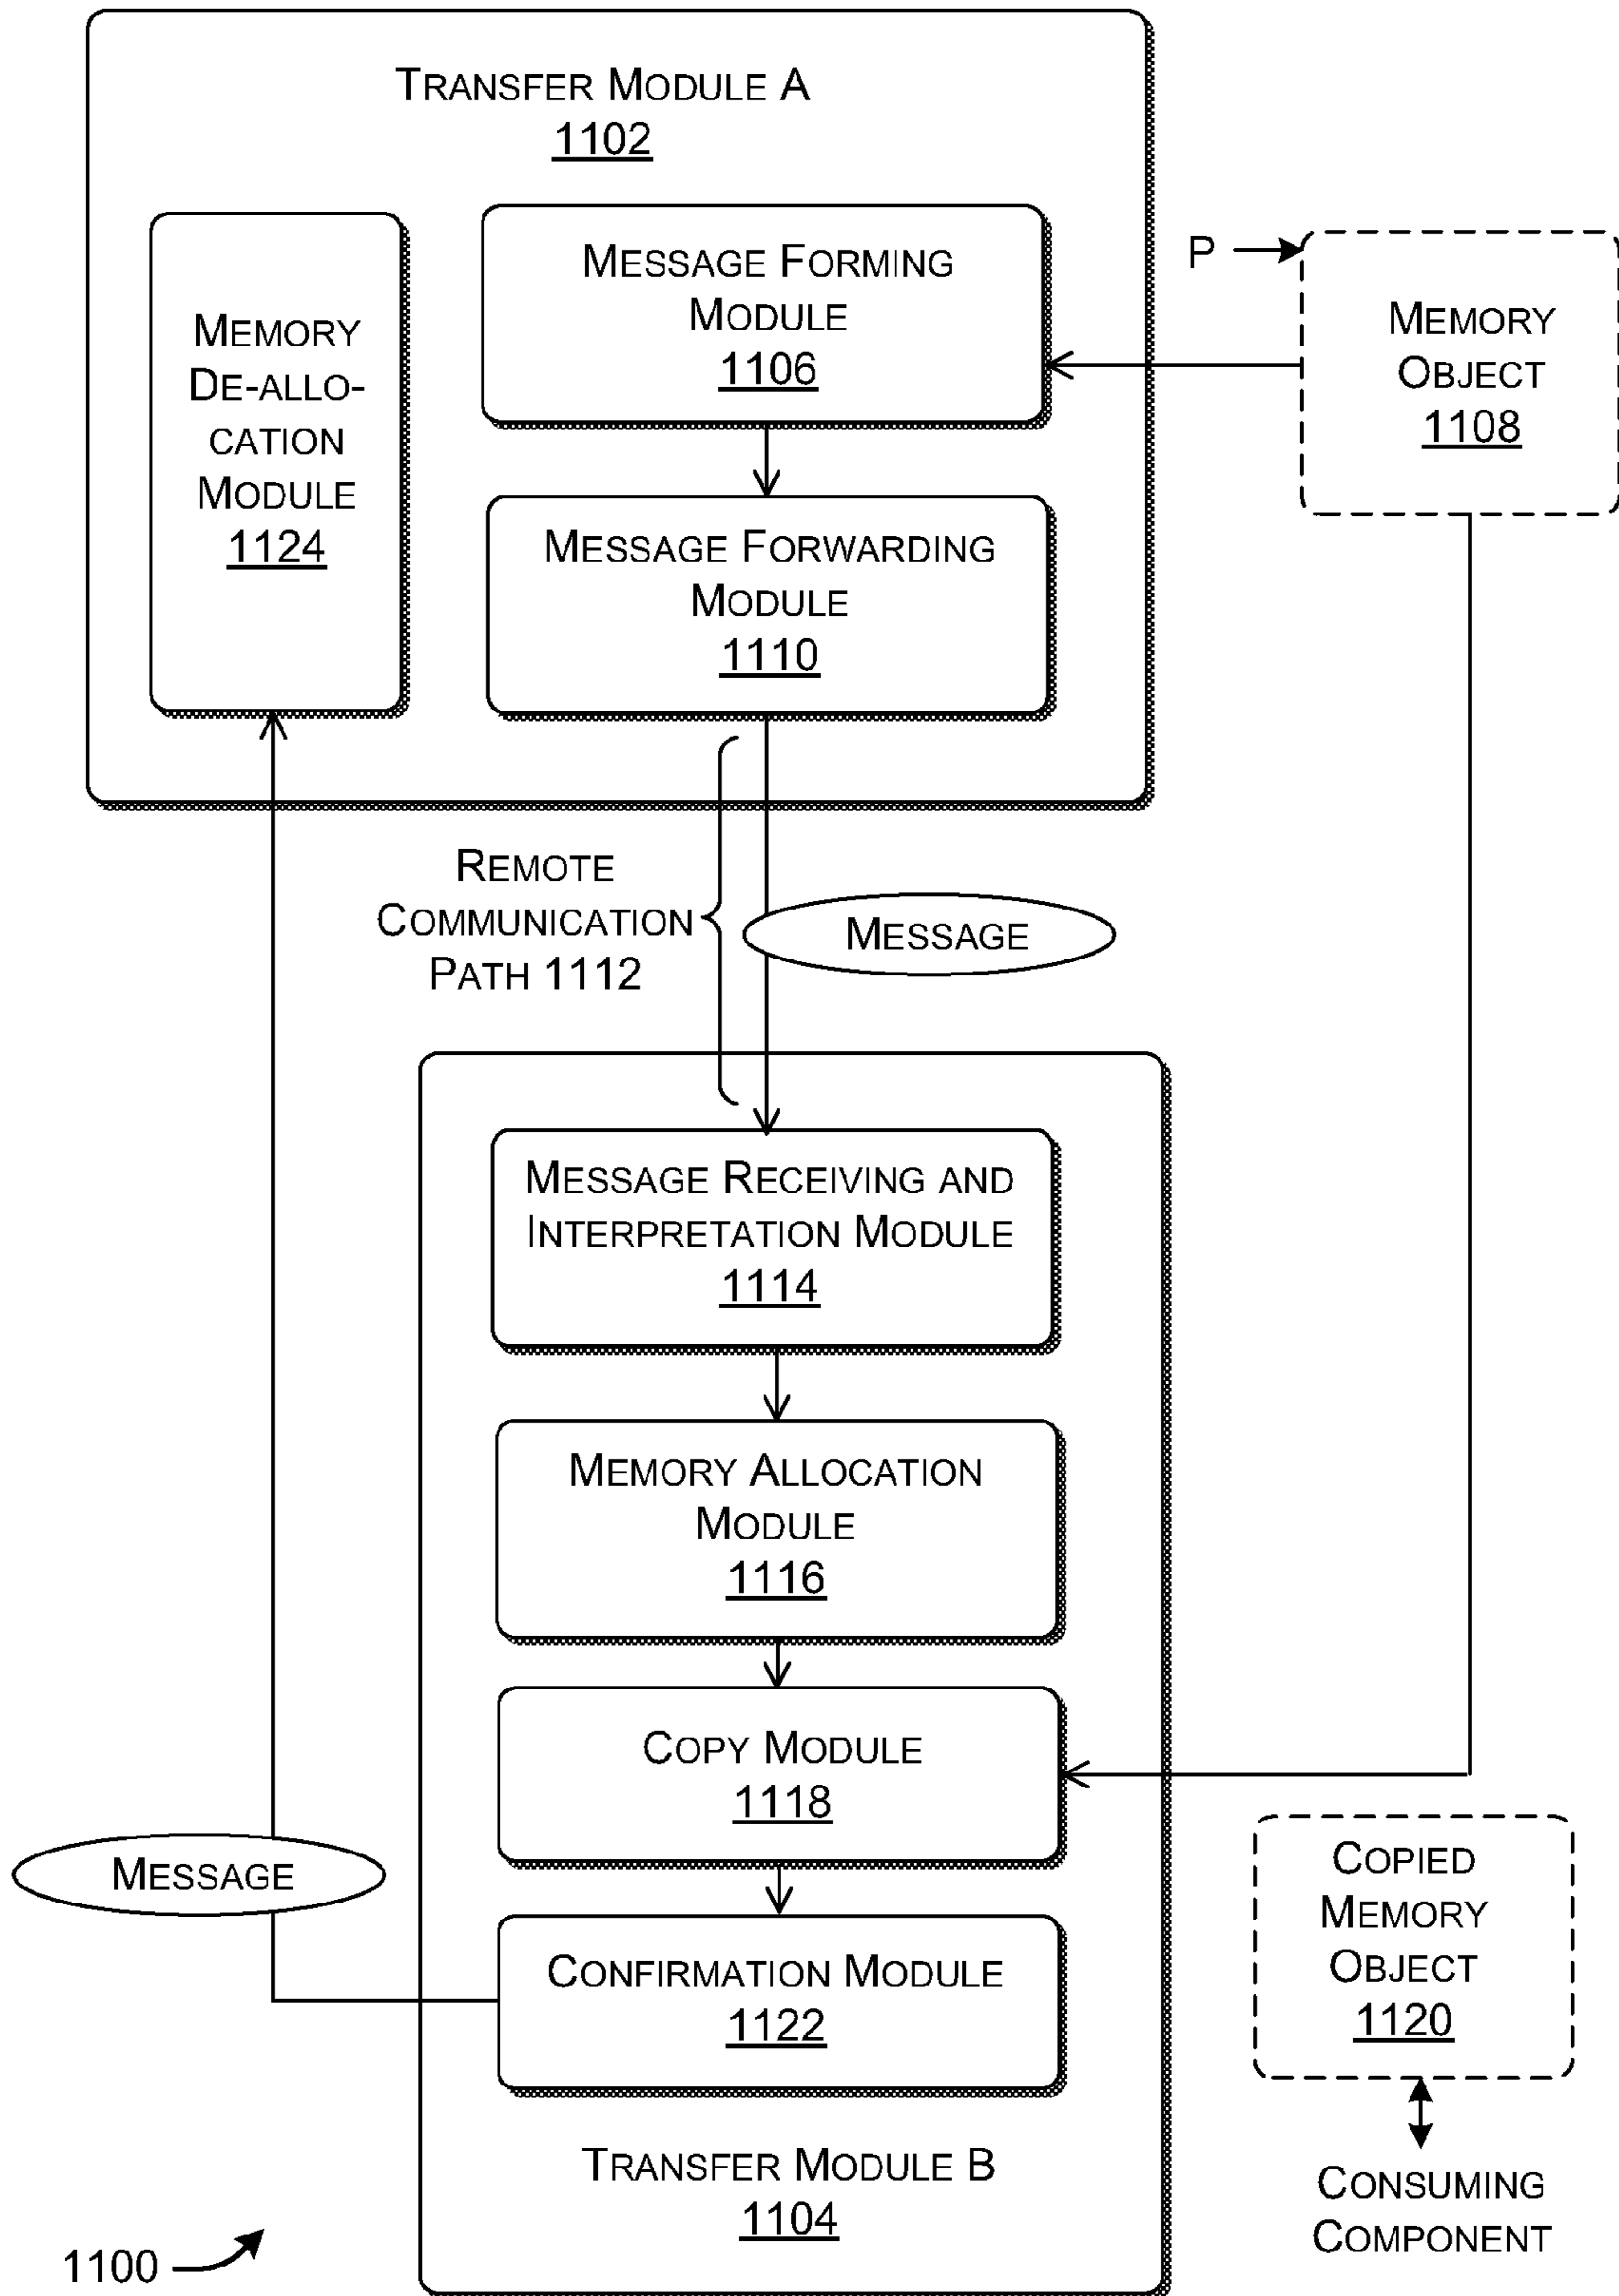 TRANSFER MODULE A
1102
MEMORY
DE-ALLO-
CATION
MODULE
1124
MESSAGE FORMING
MODULE
1106
P
MEMORY
OBJECT
1108
MESSAGE FORWARDING
MODULE
1110
REMOTE
COMMUNICATION
PATH 1112
MESSAGE
MESSAGE RECEIVING AND
INTERPRETATION MODULE
1114
MEMORY ALLOCATION
MODULE
1116
COPY MODULE
1118
MESSAGE
CONFIRMATION MODULE
1122
COPIED
MEMORY
OBJECT
1120
TRANSFER MODULE B
1104
CONSUMING
COMPONENT
1100